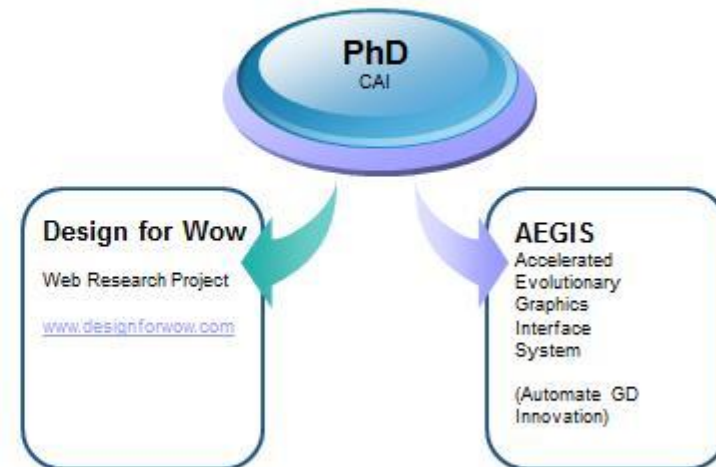 PhD
CAI
Design for Wow
Web Research Project
www.designforwow.com
AEGIS
Accelerated
Evolutionary
Graphics
Interface
System
(Automate GD
Innovation)